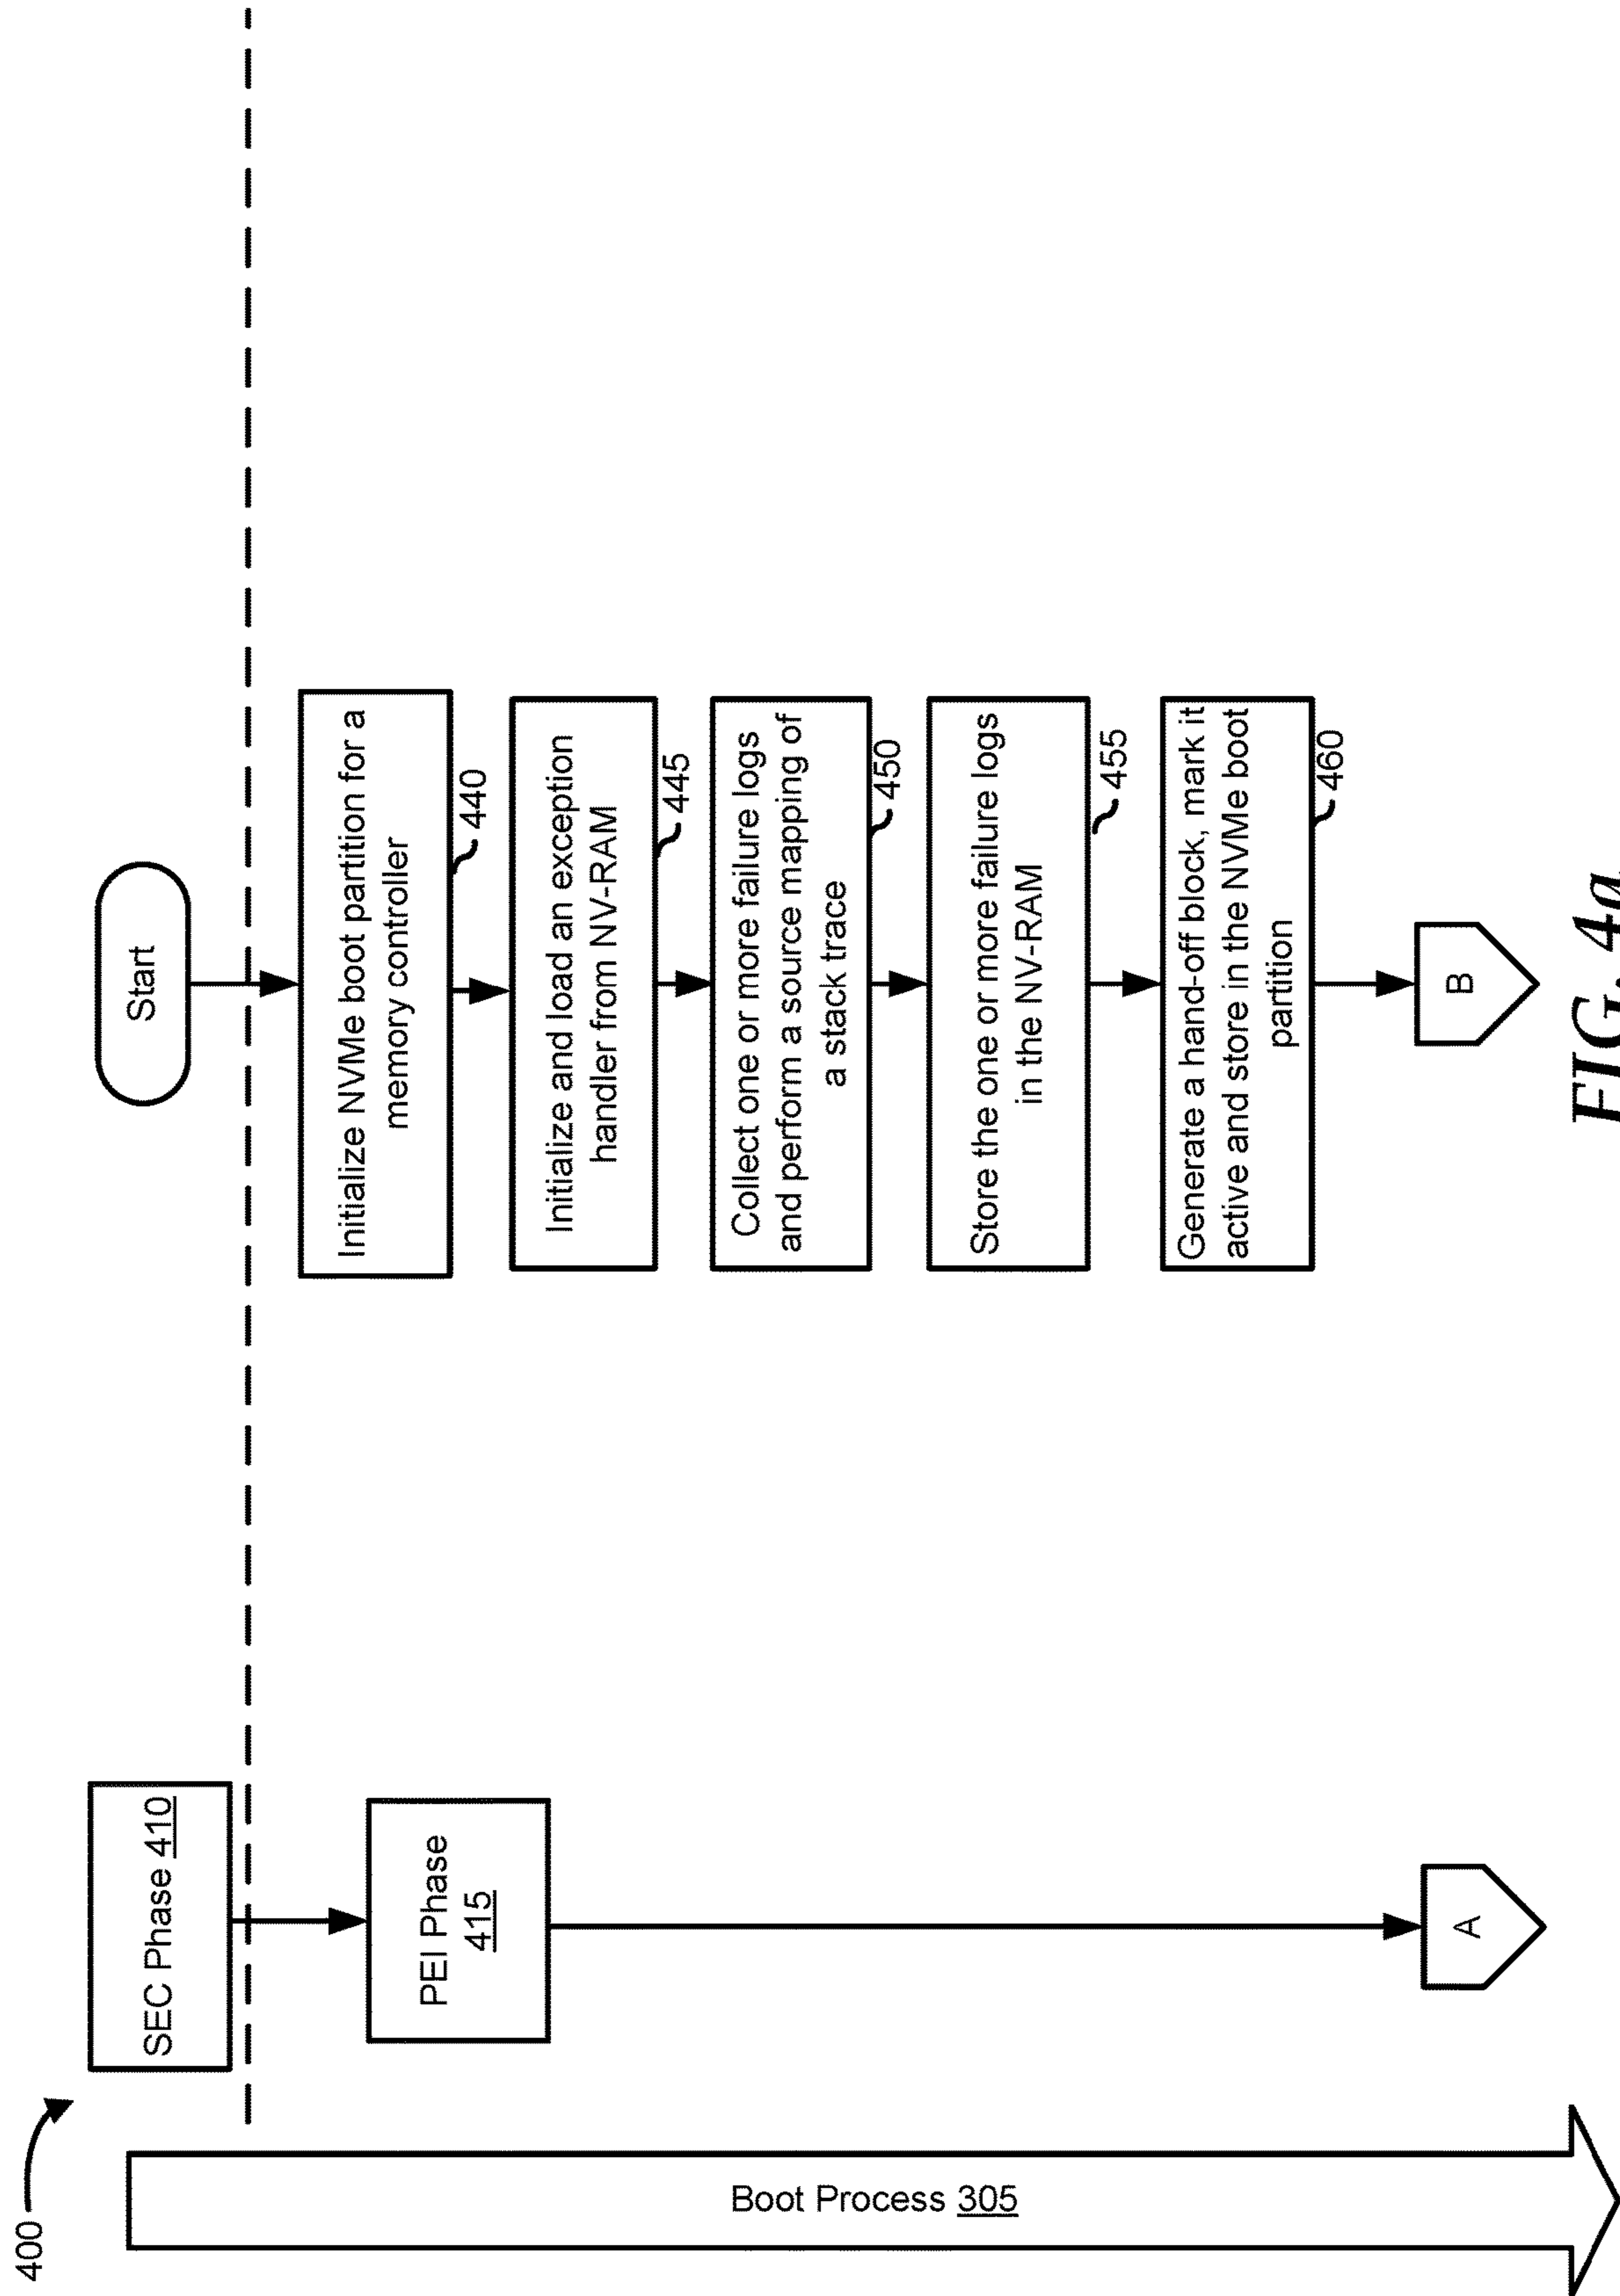 400
SEC Phase 410
Start
PEI Phase
415
Initialize NVMe boot partition for a
memory controller
440
Initialize and load an exception
handler from NV-RAM
445
Collect one or more failure logs
and perform a source mapping of
a stack trace
450
Store the one or more failure logs
in the NV-RAM
455
Generate a hand-off block, mark it
active and store in the NVMe boot
partition
460
Boot Process 305
A
B
FIG. 4a